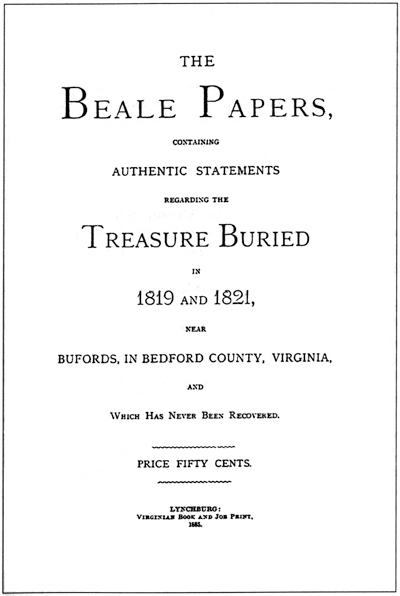 THE
BEALE PAPERS,
CONTAINING
AUTHENTIC STATEMENTS
REGARDING THE
TREASURE BURIED
IN
1819 AND 1821,
NEAR
BUFORDS, IN BEDFORD COUNTY, VIRGINIA,
AND
WHICH HAS NEVER BEEN RECOVERED.
PRICE FIFTY CENTS.
LYNCHBURG:
VIRGINIAN BOOK AND JOB PRINT,
1885.